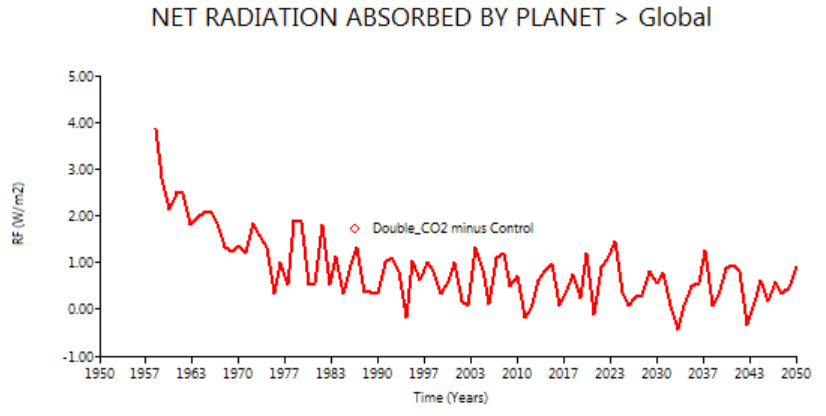 NET RADIATION ABSORBED BY PLANET > Global
5.00
4.00
3.00
2.00
1.00
0.00
-1.00
RF (W/m2)
Double_CO2 minus Control
1950 1957 1963 1970 1977 1983 1990 1997 2003 2010 2017 2023 2030 2037 2043 2050
Time (Years)